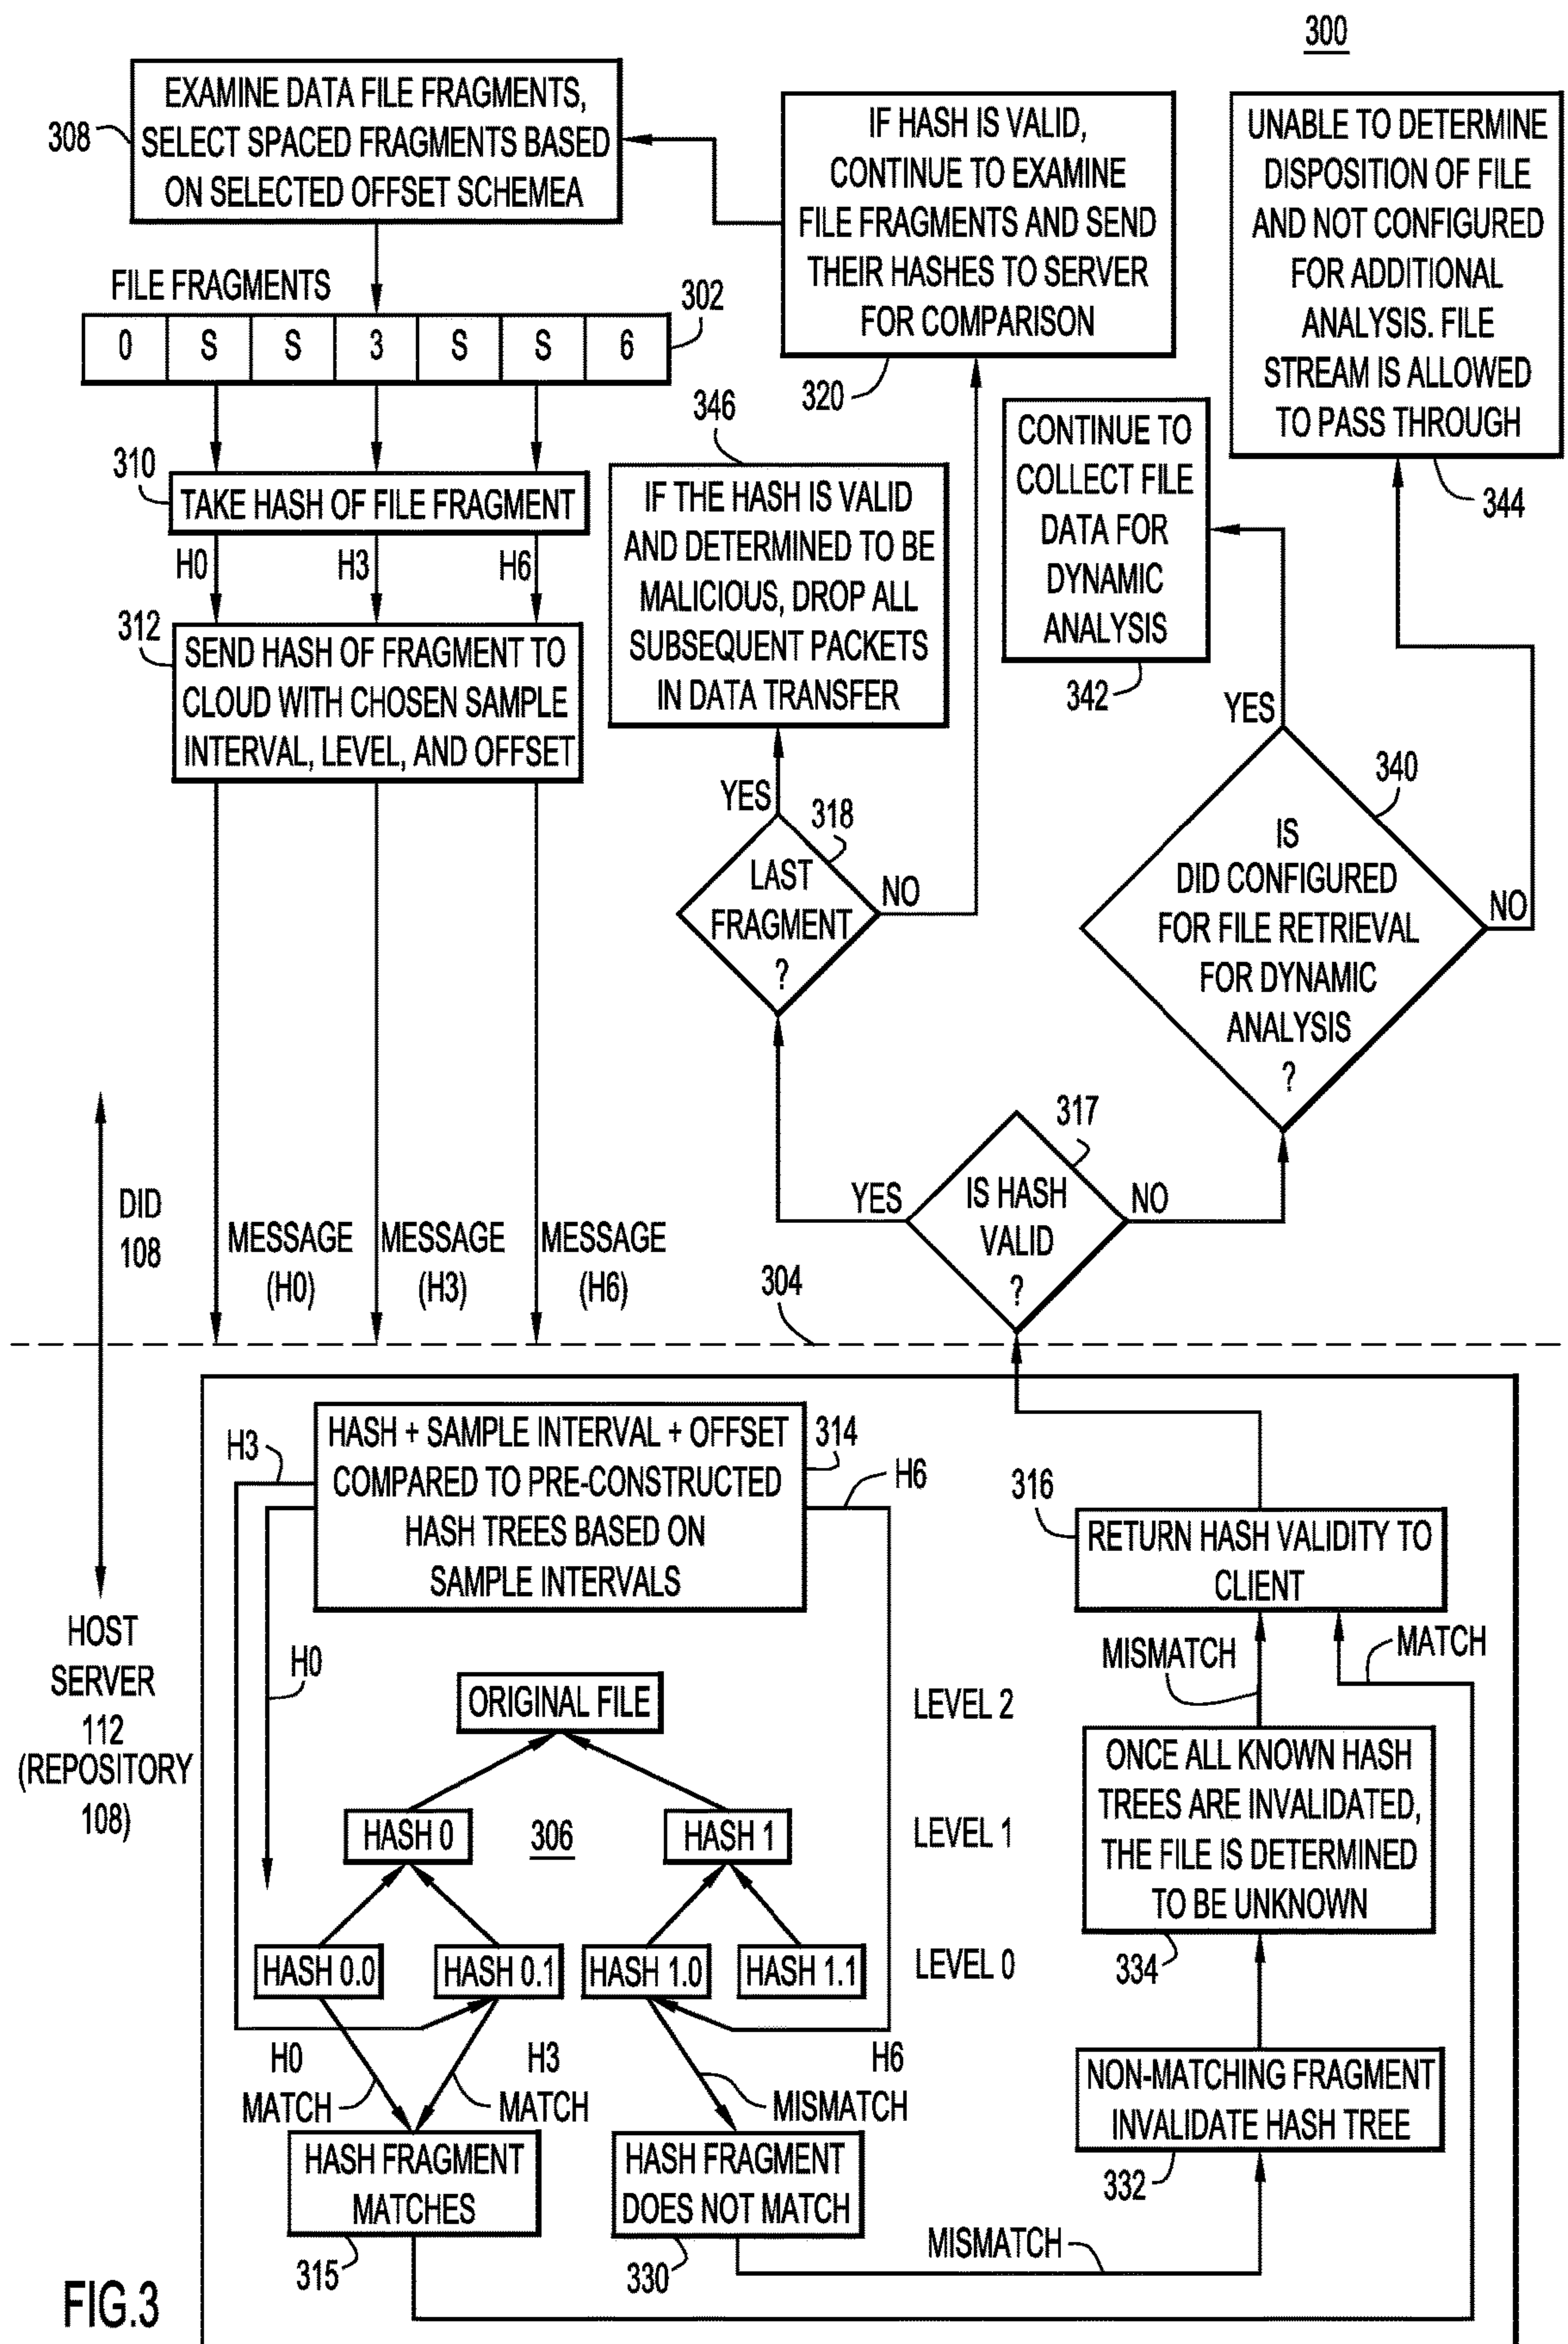 300
EXAMINE DATA FILE FRAGMENTS,
SELECT SPACED FRAGMENTS BASED
ON SELECTED OFFSET SCHEMEA
308
IF HASH IS VALID,
CONTINUE TO EXAMINE
FILE FRAGMENTS AND SEND
THEIR HASHES TO SERVER
FOR COMPARISON
320
UNABLE TO DETERMINE
DISPOSITION OF FILE
AND NOT CONFIGURED
FOR ADDITIONAL
ANALYSIS. FILE
STREAM IS ALLOWED
TO PASS THROUGH
344
FILE FRAGMENTS
302
0 S S 3 S S 6
310
TAKE HASH OF FILE FRAGMENT
H0 H3 H6
312
SEND HASH OF FRAGMENT TO
CLOUD WITH CHOSEN SAMPLE
INTERVAL, LEVEL, AND OFFSET
346
IF THE HASH IS VALID
AND DETERMINED TO BE
MALICIOUS, DROP ALL
SUBSEQUENT PACKETS
IN DATA TRANSFER
CONTINUE TO
COLLECT FILE
DATA FOR
DYNAMIC
ANALYSIS
342
YES
318
LAST
FRAGMENT
?
NO
YES
340
IS
DID CONFIGURED
FOR FILE RETRIEVAL
FOR DYNAMIC
ANALYSIS
?
NO
317
YES
IS HASH
VALID
?
NO
DID
108
MESSAGE
(H0)
MESSAGE
(H3)
MESSAGE
(H6)
304
HOST
SERVER
112
(REPOSITORY
108)
HASH + SAMPLE INTERVAL + OFFSET
COMPARED TO PRE-CONSTRUCTED
HASH TREES BASED ON
SAMPLE INTERVALS
314
H3
H6
H0
316
RETURN HASH VALIDITY TO
CLIENT
MISMATCH
MATCH
ORIGINAL FILE
LEVEL 2
HASH 0
306
HASH 1
LEVEL 1
HASH 0.0
HASH 0.1
HASH 1.0
HASH 1.1
LEVEL 0
ONCE ALL KNOWN HASH
TREES ARE INVALIDATED,
THE FILE IS DETERMINED
TO BE UNKNOWN
334
H0
MATCH
H3
MATCH
H6
MISMATCH
NON-MATCHING FRAGMENT
INVALIDATE HASH TREE
332
HASH FRAGMENT
MATCHES
315
HASH FRAGMENT
DOES NOT MATCH
330
MISMATCH
FIG.3